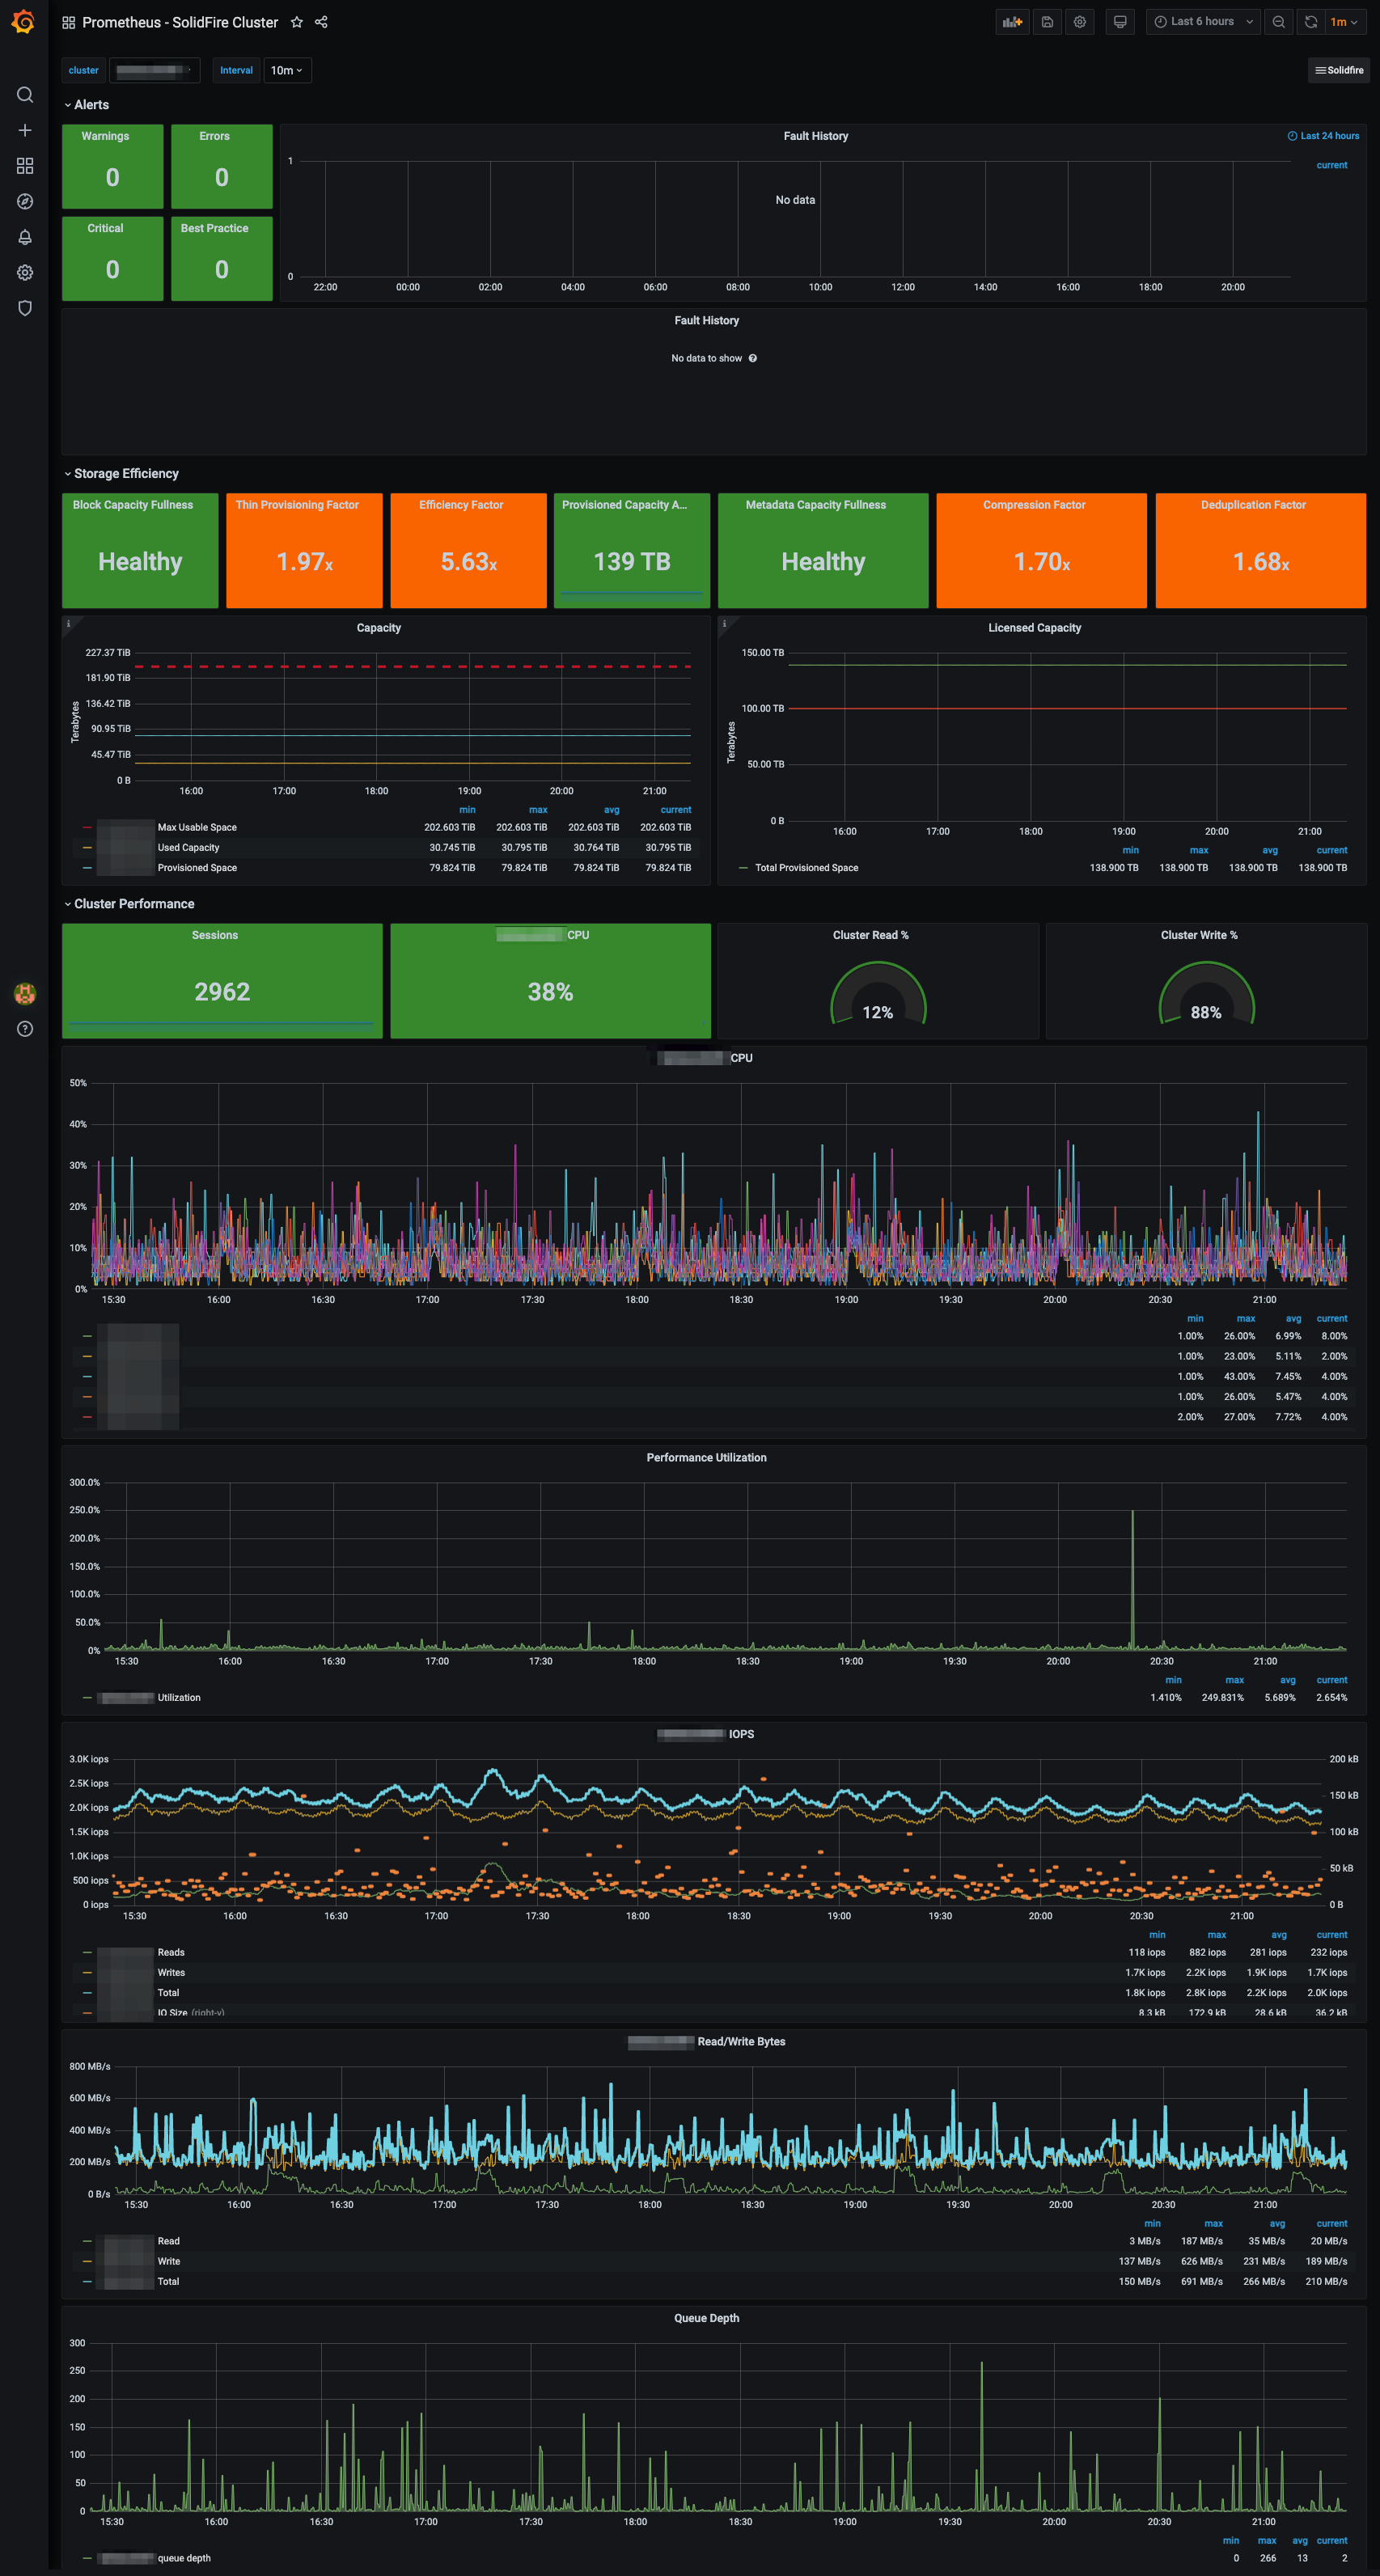 Prometheus - SolidFire Cluster
Last 6 hours
1m
cluster
Interval
10m
Solidfire
Alerts
Warnings
0
Errors
0
Critical
0
Best Practice
0
Fault History
Last 24 hours
current
1
No data
0
22:00 00:00 02:00 04:00 06:00 08:00 10:00 12:00 14:00 16:00 18:00 20:00
Fault History
No data to show
Storage Efficiency
Block Capacity Fullness
Healthy
Thin Provisioning Factor
1.97x
Efficiency Factor
5.63x
Provisioned Capacity A...
139 TB
Metadata Capacity Fullness
Healthy
Compression Factor
1.70x
Deduplication Factor
1.68x
Capacity
Terabytes
227.37 TiB
181.90 TiB
136.42 TiB
90.95 TiB
45.47 TiB
0 B
16:00 17:00 18:00 19:00 20:00 21:00
min max avg current
Max Usable Space 202.603 TiB 202.603 TiB 202.603 TiB 202.603 TiB
Used Capacity 30.745 TiB 30.795 TiB 30.764 TiB 30.795 TiB
Provisioned Space 79.824 TiB 79.824 TiB 79.824 TiB 79.824 TiB
Licensed Capacity
Terabytes
150.00 TB
100.00 TB
50.00 TB
0 B
16:00 17:00 18:00 19:00 20:00 21:00
min max avg current
Total Provisioned Space 138.900 TB 138.900 TB 138.900 TB 138.900 TB
Cluster Performance
Sessions
2962
CPU
38%
Cluster Read %
12%
Cluster Write %
88%
CPU
50%
40%
30%
20%
10%
0%
15:30 16:00 16:30 17:00 17:30 18:00 18:30 19:00 19:30 20:00 20:30 21:00
min max avg current
1.00% 26.00% 6.99% 8.00%
1.00% 23.00% 5.11% 2.00%
1.00% 43.00% 7.45% 4.00%
1.00% 26.00% 5.47% 4.00%
2.00% 27.00% 7.72% 4.00%
Performance Utilization
300.0%
250.0%
200.0%
150.0%
100.0%
50.0%
0%
15:30 16:00 16:30 17:00 17:30 18:00 18:30 19:00 19:30 20:00 20:30 21:00
min max avg current
Utilization 1.410% 249.831% 5.689% 2.654%
IOPS
3.0K iops 200 kB
2.5K iops 150 kB
2.0K iops
1.5K iops 100 kB
1.0K iops
500 iops 50 kB
0 iops 0 B
15:30 16:00 16:30 17:00 17:30 18:00 18:30 19:00 19:30 20:00 20:30 21:00
min max avg current
Reads 118 iops 882 iops 281 iops 232 iops
Writes 1.7K iops 2.2K iops 1.9K iops 1.7K iops
Total 1.8K iops 2.8K iops 2.2K iops 2.0K iops
IO Size (right-y) 8.3 kB 172.9 kB 28.6 kB 36.2 kB
Read/Write Bytes
800 MB/s
600 MB/s
400 MB/s
200 MB/s
0 B/s
15:30 16:00 16:30 17:00 17:30 18:00 18:30 19:00 19:30 20:00 20:30 21:00
min max avg current
Read 3 MB/s 187 MB/s 35 MB/s 20 MB/s
Write 137 MB/s 626 MB/s 231 MB/s 189 MB/s
Total 150 MB/s 691 MB/s 266 MB/s 210 MB/s
Queue Depth
300
250
200
150
100
50
0
15:30 16:00 16:30 17:00 17:30 18:00 18:30 19:00 19:30 20:00 20:30 21:00
min max avg current
queue depth 0 266 13 2